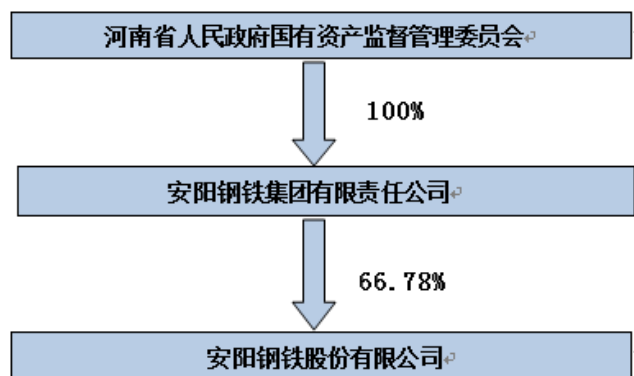 河南省人民政府国有资产监督管理委员会
100%
安阳钢铁集团有限责任公司
66.78%
安阳钢铁股份有限公司